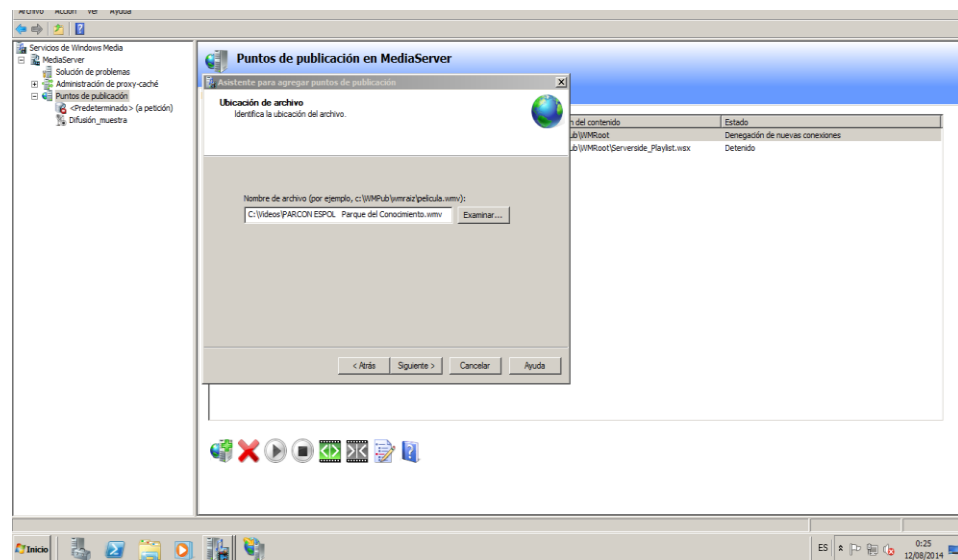 Archivo Acción Ver Ayuda
Servicios de Windows Media
MediaServer
Solución de problemas
Administración de proxy-caché
Puntos de publicación
<Predeterminado> (a petición)
Difusión_muestra
Puntos de publicación en MediaServer
Asistente para agregar puntos de publicación
Ubicación de archivo
Identifica la ubicación del archivo.
n del contenido
Estado
ub\WMRoot
Denegación de nuevas conexiones
ub\WMRoot\Serverside_Playlist.wsx
Detenido
Nombre de archivo (por ejemplo, c:\WMPub\wmraiz\pelicula.wmv):
C:\Videos\PARCON ESPOL Parque del Conocimiento.wmv
Examinar...
< Atrás
Siguiente >
Cancelar
Ayuda
Inicio
ES
0:25
12/08/2014